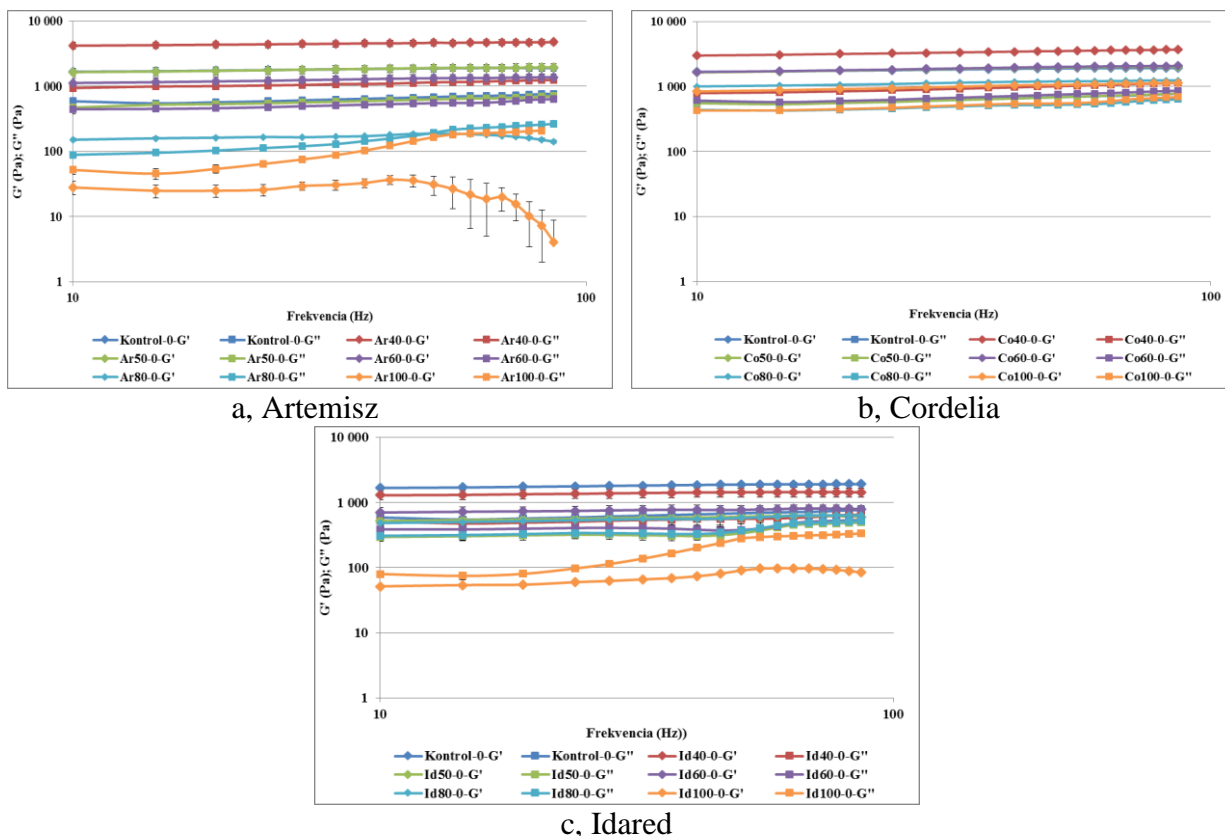 10 000
1 000
100
10
1
G' (Pa); G" (Pa)
10 100
Frekvencia (Hz)
Kontrol-0-G' Kontrol-0-G" Ar40-0-G' Ar40-0-G"
Ar50-0-G' Ar50-0-G" Ar60-0-G' Ar60-0-G"
Ar80-0-G' Ar80-0-G" Ar100-0-G' Ar100-0-G"
a, Artemisz
10 000
1 000
100
10
1
G' (Pa); G" (Pa)
10 100
Frekvencia (Hz)
Kontrol-0-G' Kontrol-0-G" Co40-0-G' Co40-0-G"
Co50-0-G' Co50-0-G" Co60-0-G' Co60-0-G"
Co80-0-G' Co80-0-G" Co100-0-G' Co100-0-G"
b, Cordelia
10 000
1 000
100
10
1
G' (Pa); G" (Pa)
10 100
Frekvencia (Hz))
Kontrol-0-G' Kontrol-0-G" Id40-0-G' Id40-0-G"
Id50-0-G' Id50-0-G" Id60-0-G' Id60-0-G"
Id80-0-G' Id80-0-G" Id100-0-G' Id100-0-G"
c, Idared